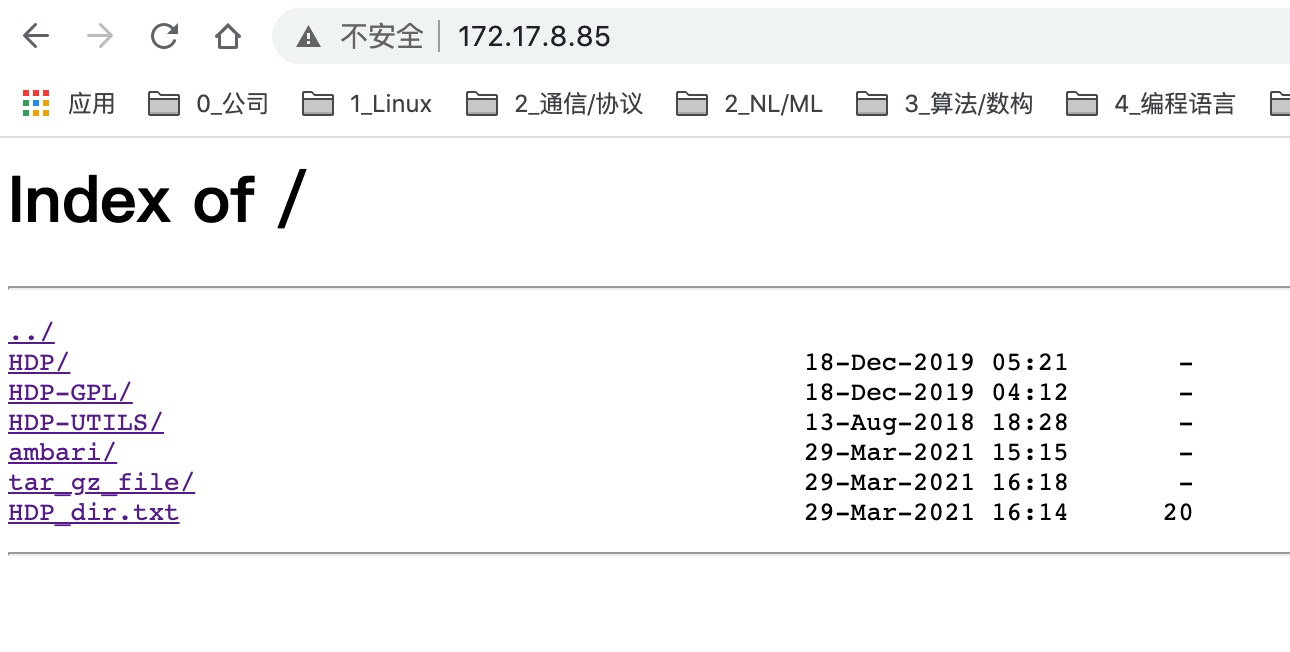 不安全 172.17.8.85
应用 0_公司 1_Linux 2_通信/协议 2_NL/ML 3_算法/数构 4_编程语言
Index of /
../
HDP/ 18-Dec-2019 05:21 -
HDP-GPL/ 18-Dec-2019 04:12 -
HDP-UTILS/ 13-Aug-2018 18:28 -
ambari/ 29-Mar-2021 15:15 -
tar_gz_file/ 29-Mar-2021 16:18 -
HDP_dir.txt 29-Mar-2021 16:14 20